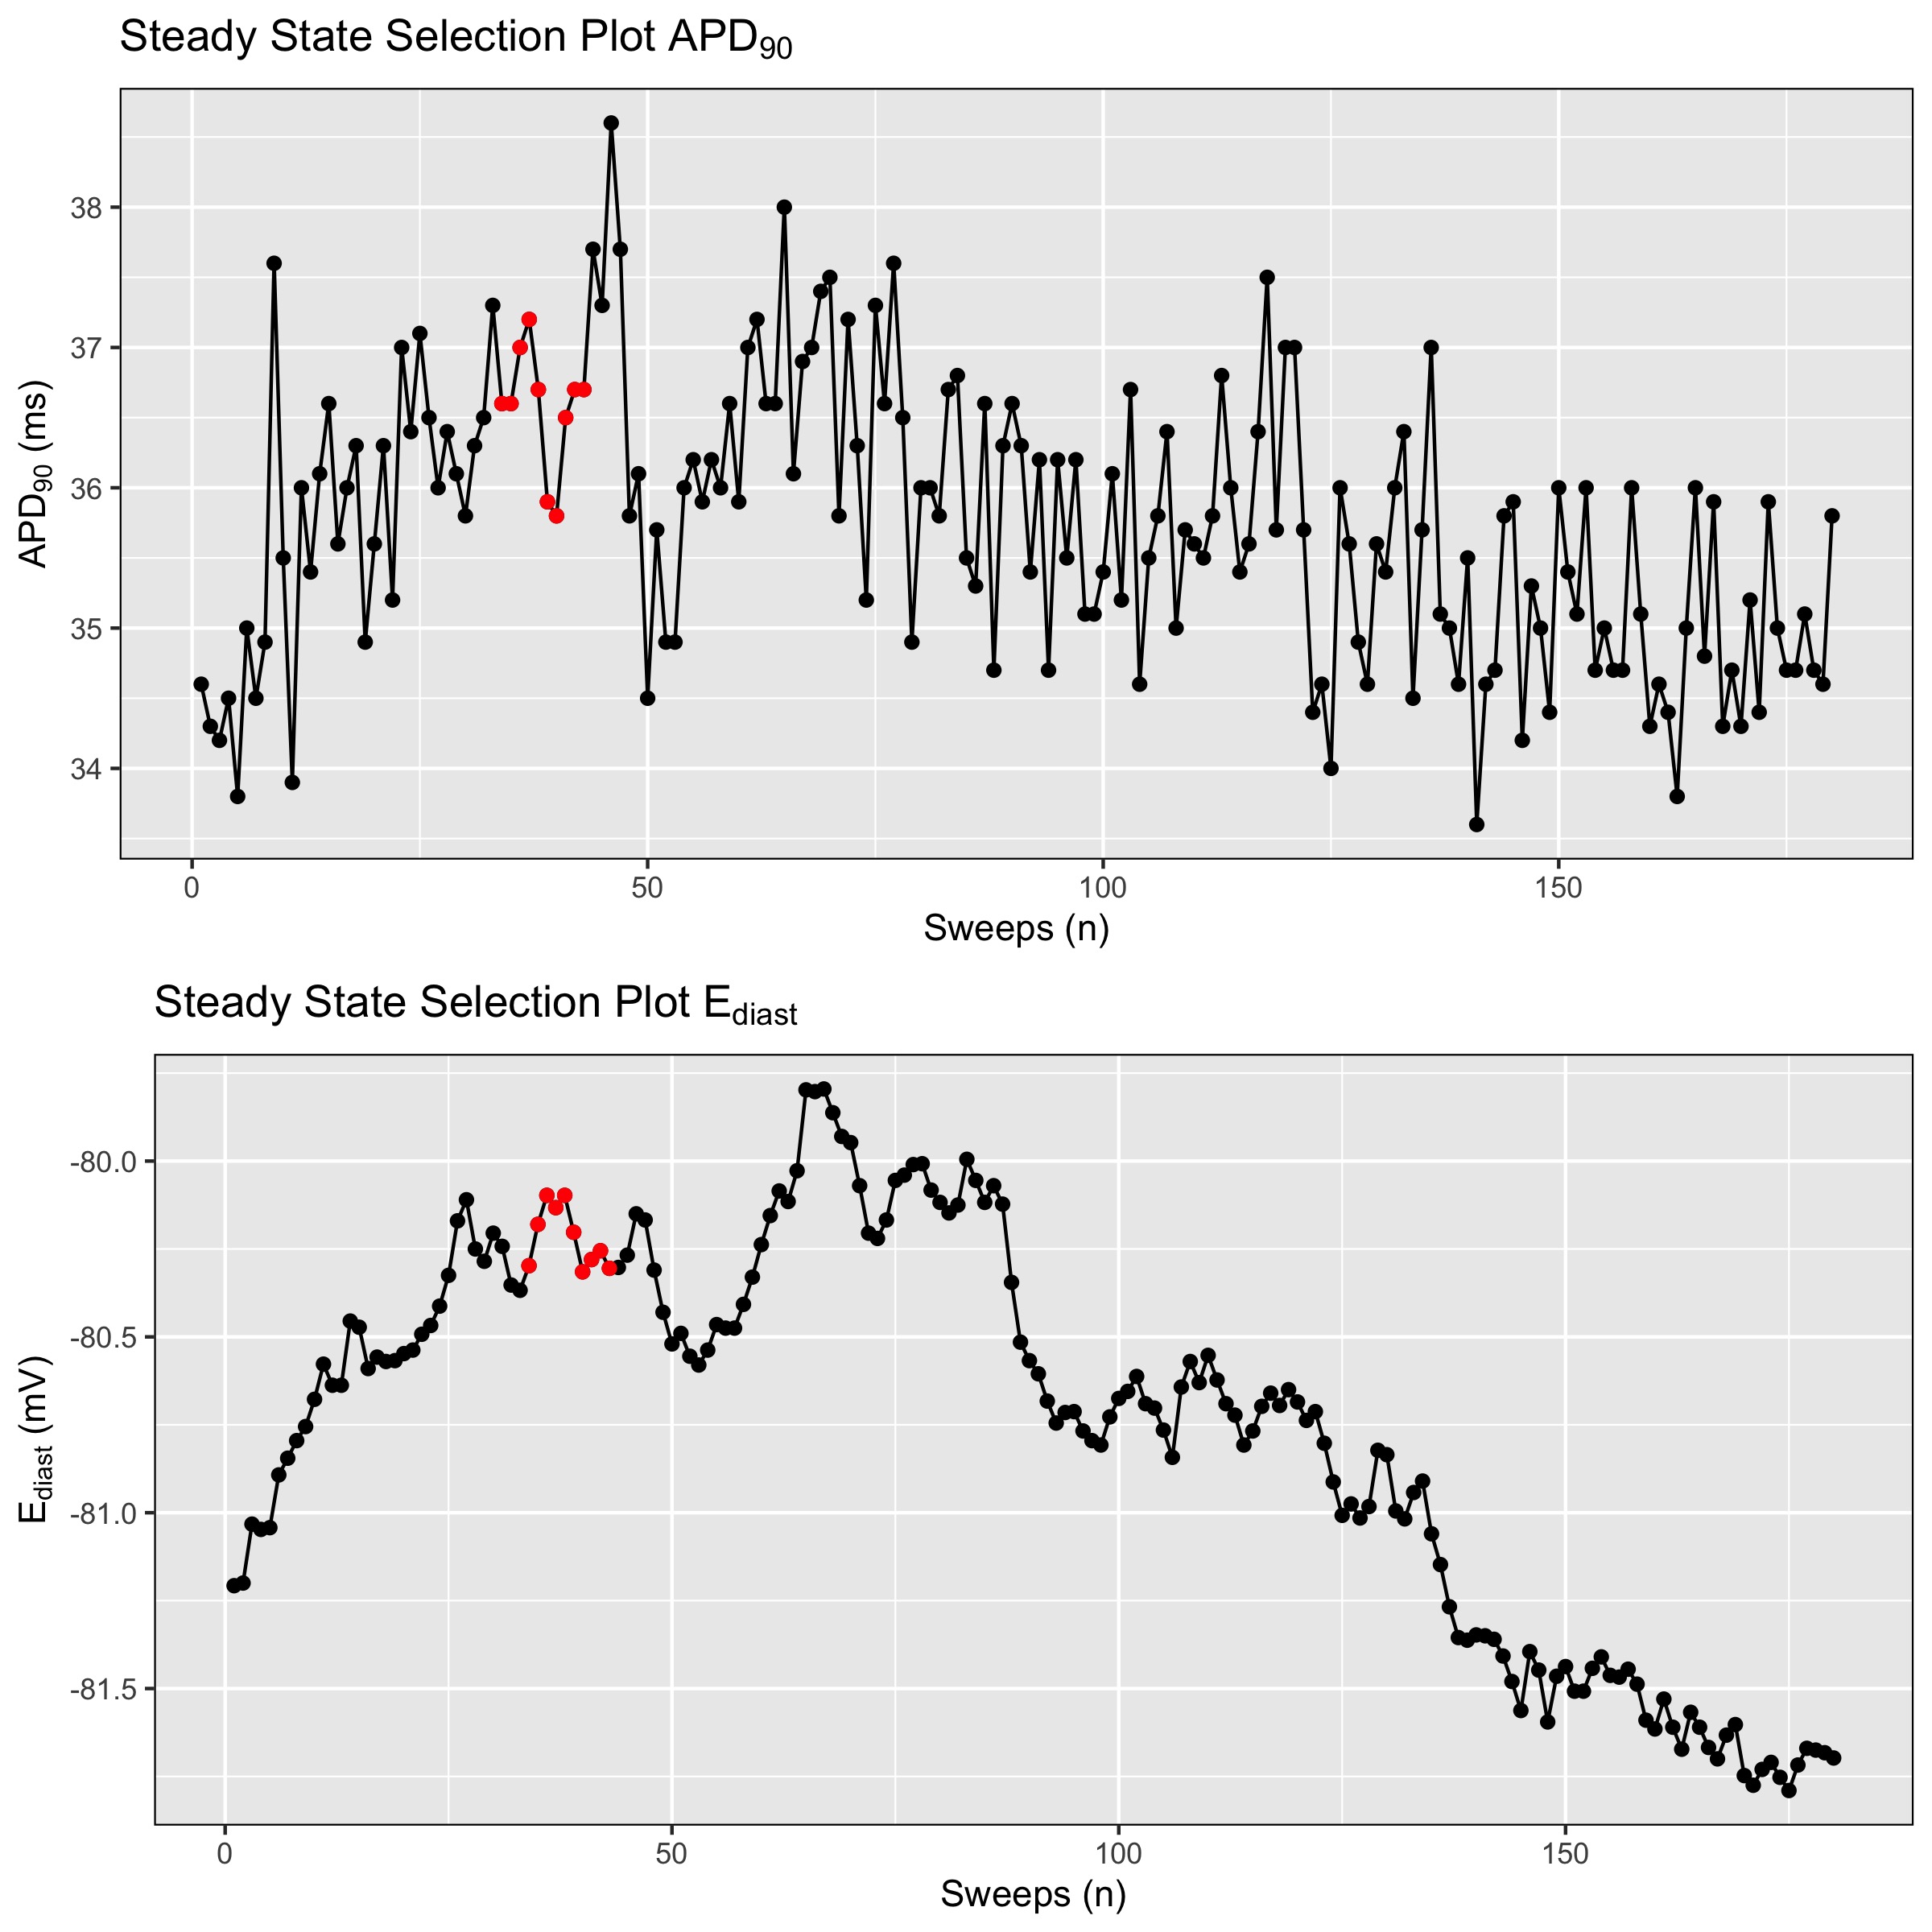 Steady State Selection Plot APD90
38
37
36
35
34
APD90 (ms)
0 50 100 150
Sweeps (n)
Steady State Selection Plot Ediast
-80.0
-80.5
-81.0
-81.5
Ediast (mV)
0 50 100 150
Sweeps (n)